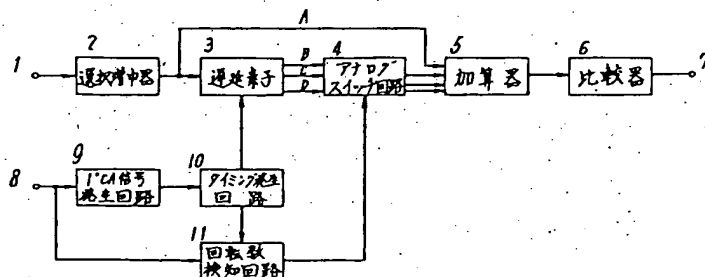 A
1
2
選択増巾器
3
遅延素子
B
C
D
4
アナログ
スイッチ回路
5
加算器
6
比較器
7
8
9
1°CA信号
発生回路
10
タイミング発生
回路
11
回転数
検知回路